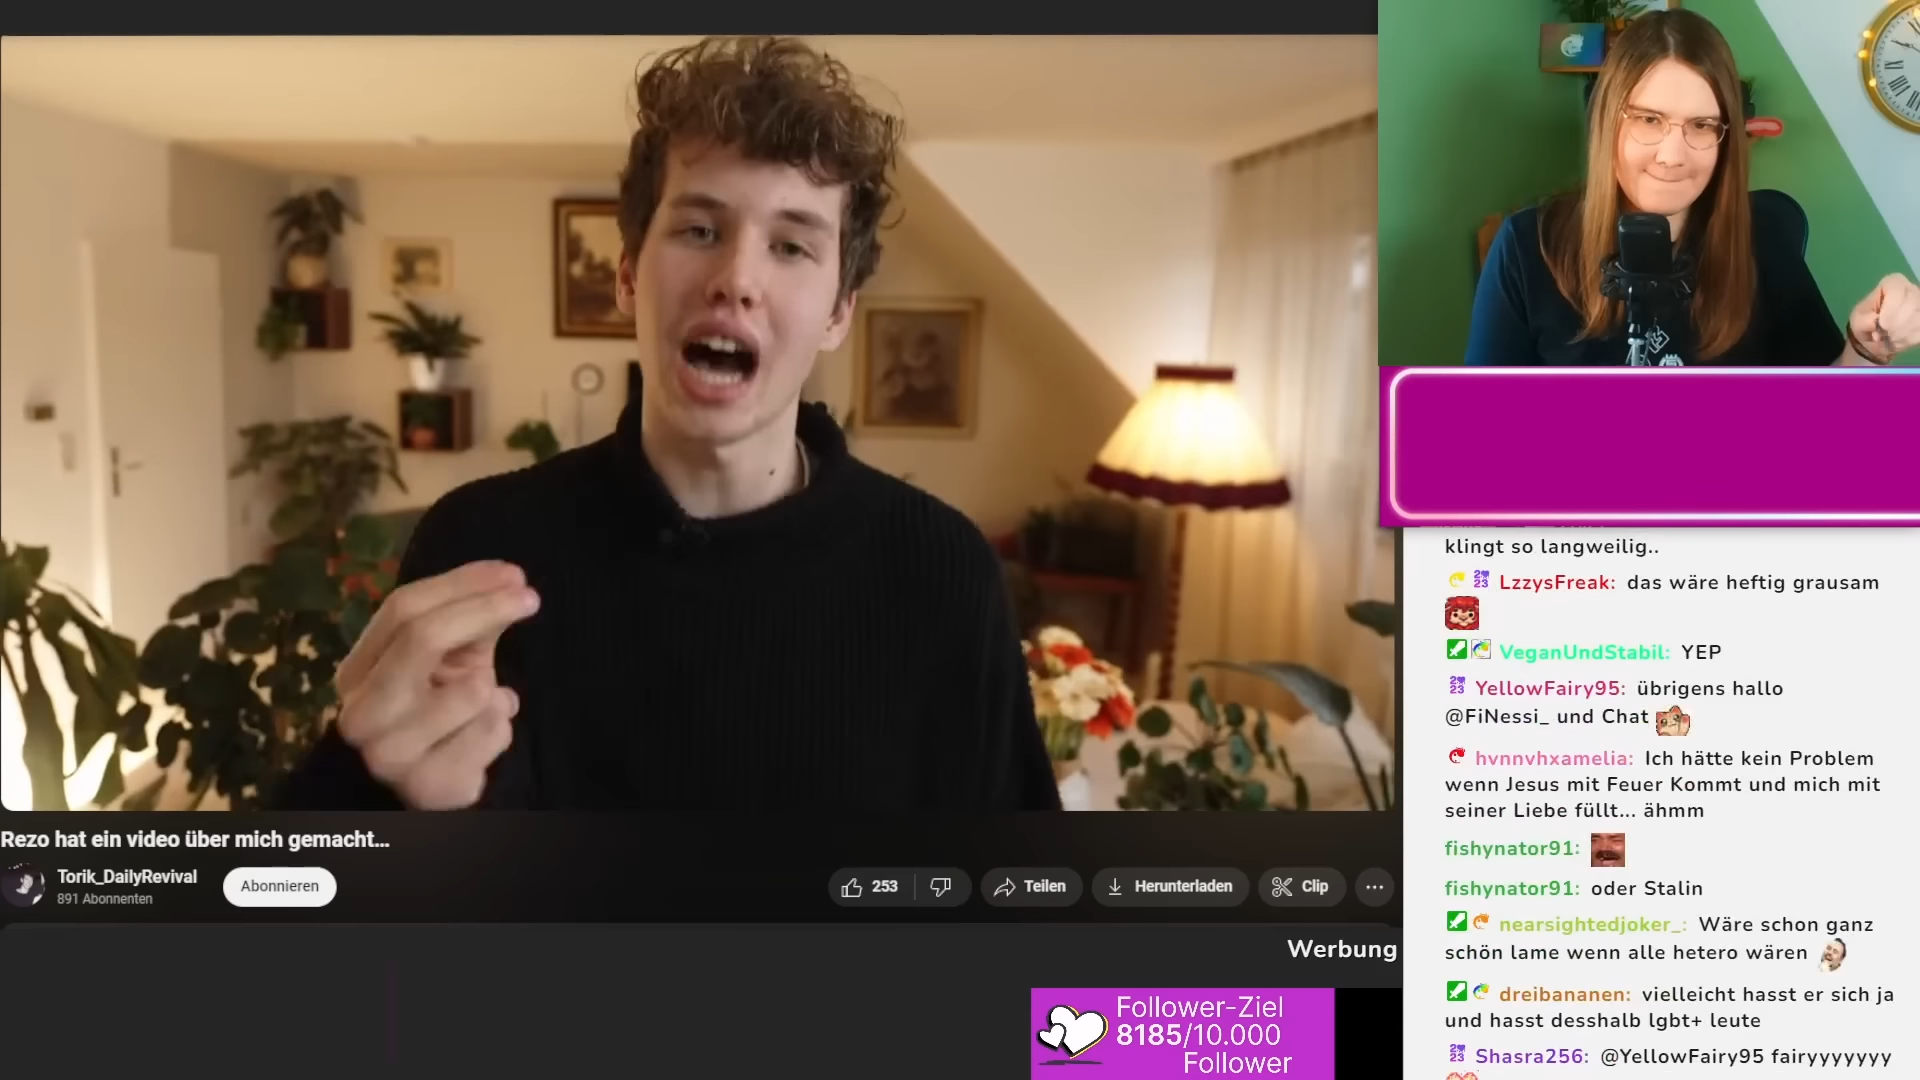 Rezo hat ein video über mich gemacht...
Torik_DailyRevival
891 Abonnenten
Abonnieren
253
Teilen
Herunterladen
Clip
Werbung
Follower-Ziel
8185/10.000
Follower
klingt so langweilig..
LzzysFreak: das wäre heftig grausam
VeganUndStabil: YEP
YellowFairy95: übrigens hallo
@FiNessi_ und Chat
hvnnvhxamelia: Ich hätte kein Problem
wenn Jesus mit Feuer Kommt und mich mit
seiner Liebe füllt... ähmm
fishynator91:
fishynator91: oder Stalin
nearsightedjoker_: Wäre schon ganz
schön lame wenn alle hetero wären
dreibananen: vielleicht hasst er sich ja
und hasst desshalb lgbt+ leute
Shasra256: @YellowFairy95 fairyyyyyyy